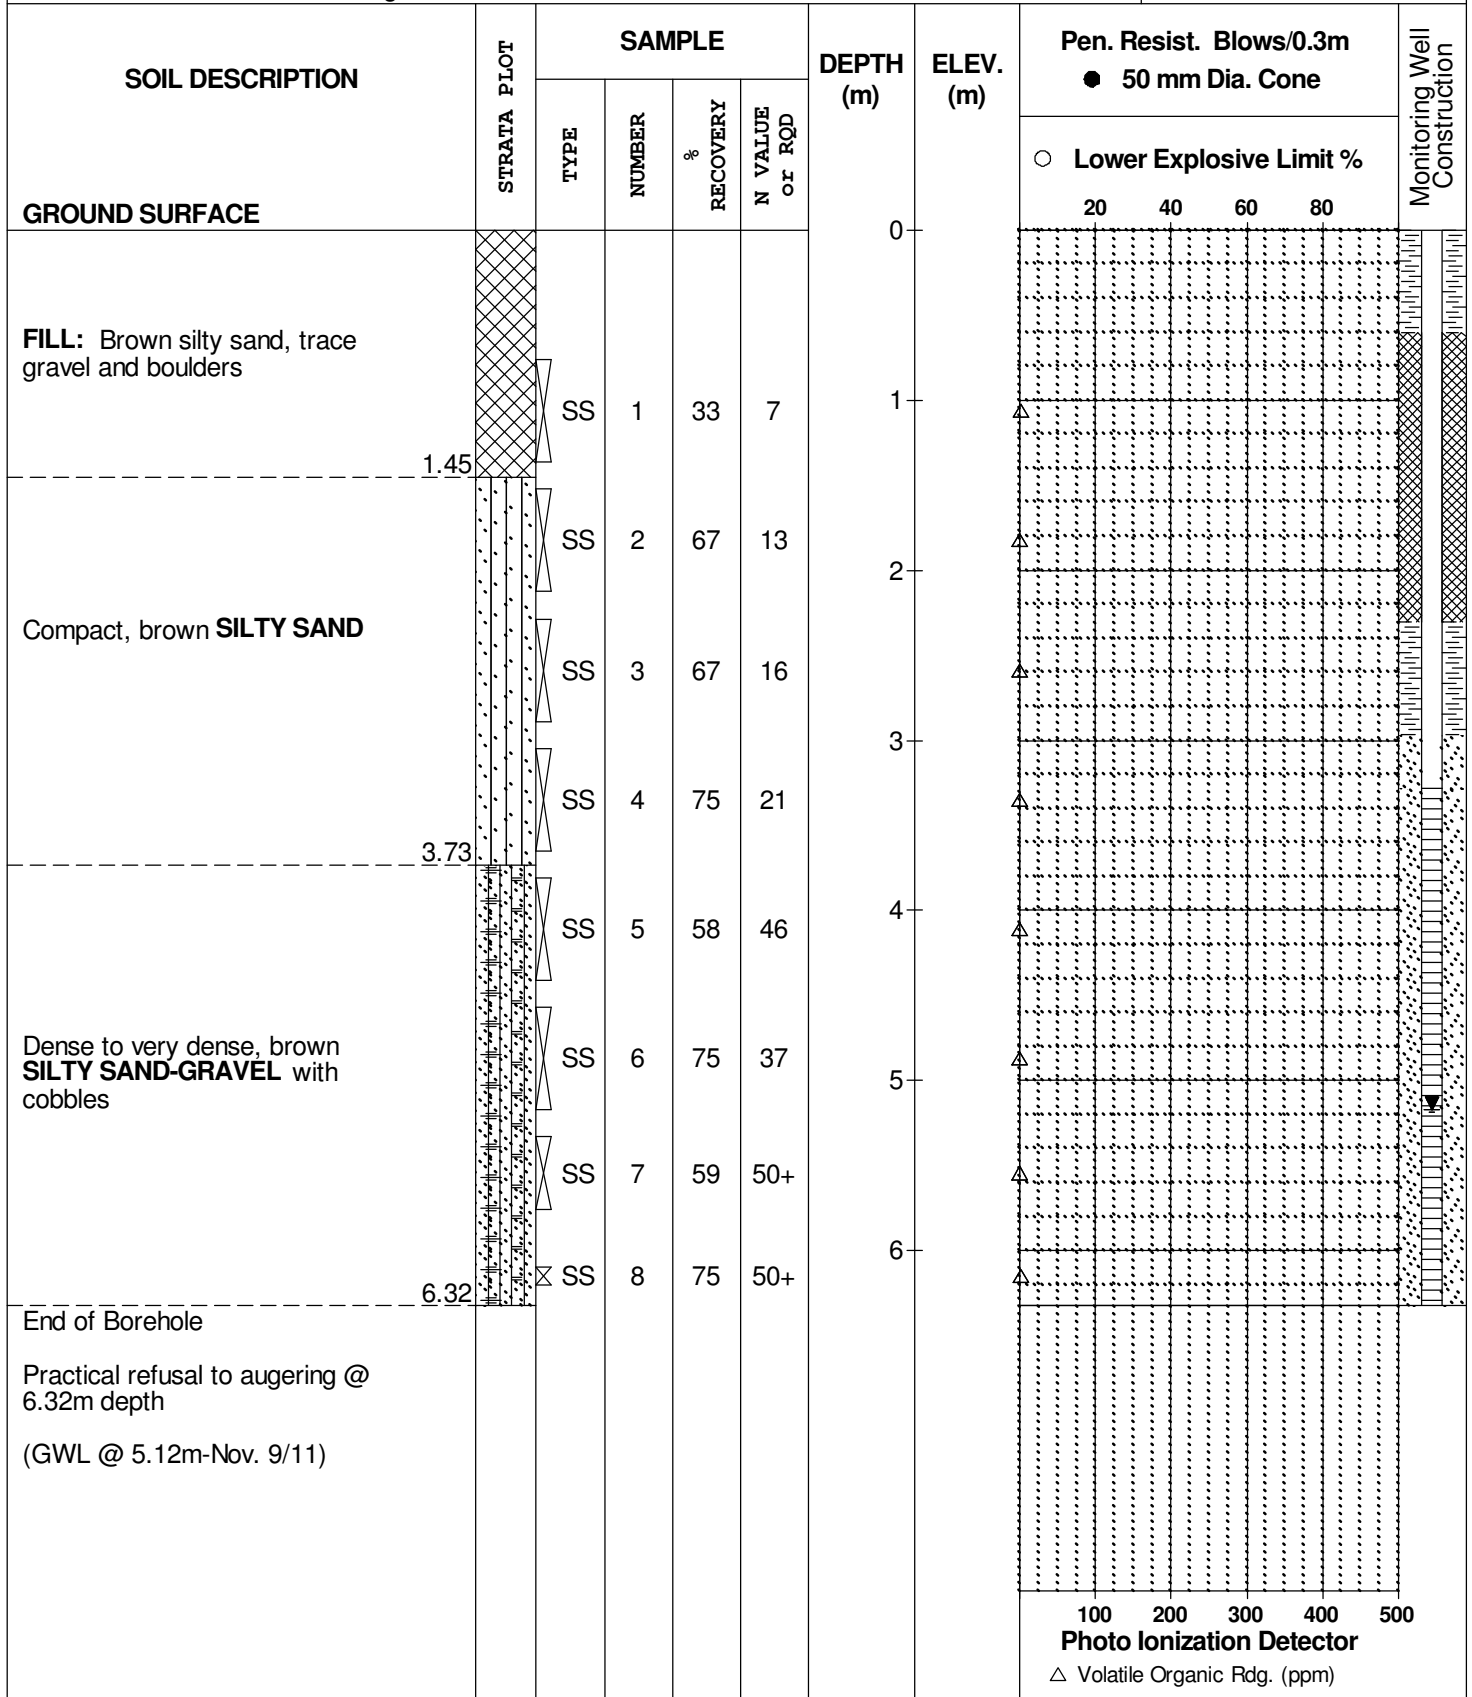 SOIL DESCRIPTION
GROUND SURFACE
STRATA PLOT
SAMPLE
TYPE
NUMBER
%
RECOVERY
N VALUE
or RQD
DEPTH
(m)
ELEV.
(m)
Pen. Resist. Blows/0.3m
● 50 mm Dia. Cone
○ Lower Explosive Limit %
20 40 60 80
Monitoring Well
Construction
0
FILL: Brown silty sand, trace
gravel and boulders
SS 1 33 7
1
1.45
SS 2 67 13
2
Compact, brown SILTY SAND
SS 3 67 16
3
SS 4 75 21
3.73
4
SS 5 58 46
Dense to very dense, brown
SILTY SAND-GRAVEL with
cobbles
SS 6 75 37
5
SS 7 59 50+
6
SS 8 75 50+
6.32
End of Borehole
Practical refusal to augering @
6.32m depth
(GWL @ 5.12m-Nov. 9/11)
100 200 300 400 500
Photo Ionization Detector
△ Volatile Organic Rdg. (ppm)